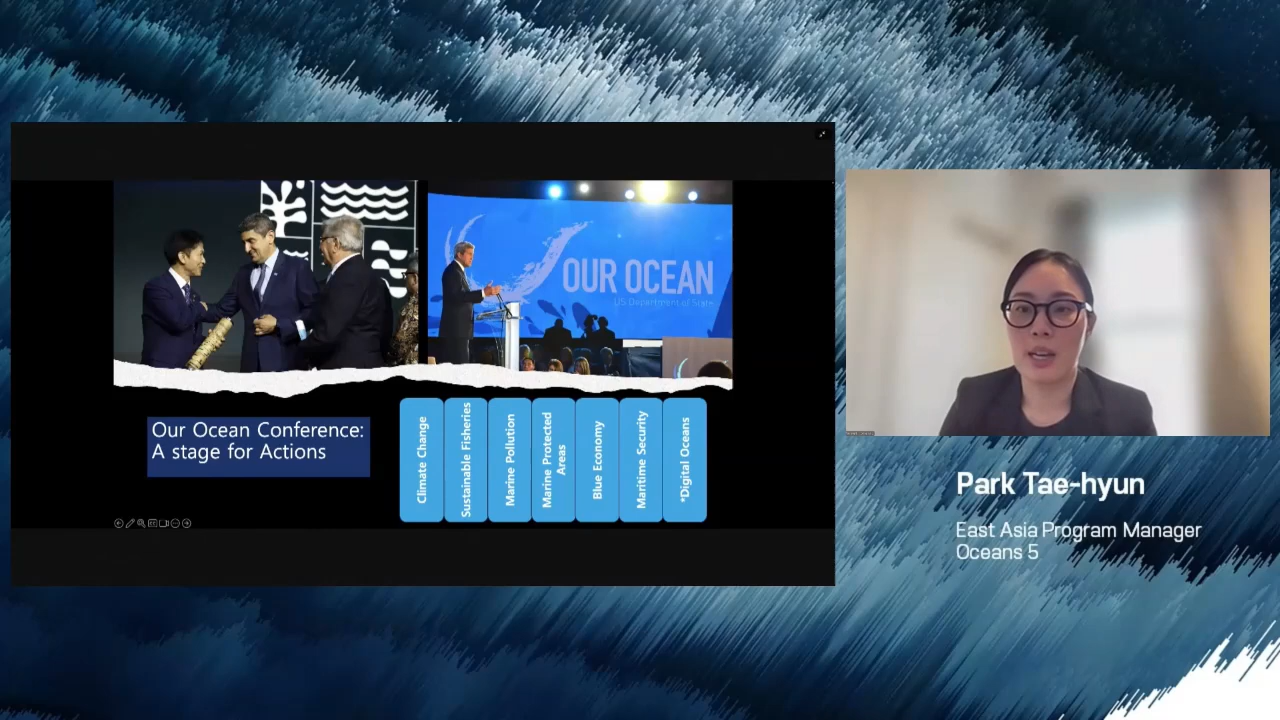 OUR OCEAN
US Department of State
Our Ocean Conference:
A stage for Actions
Climate Change
Sustainable Fisheries
Marine Pollution
Marine Protected
Areas
Blue Economy
Maritime Security
*Digital Oceans
Park Tae-hyun
East Asia Program Manager
Oceans 5